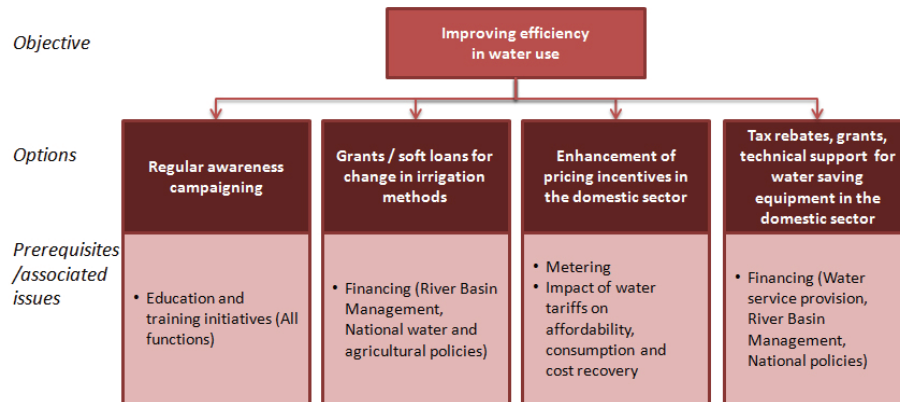 Objective
Improving efficiency
in water use
Options
Regular awareness
campaigning
Grants / soft loans for
change in irrigation
methods
Enhancement of
pricing incentives in
the domestic sector
Tax rebates, grants,
technical support for
water saving
equipment in the
domestic sector
Prerequisites
/associated
issues
• Education and
training initiatives (All
functions)
• Financing (River Basin
Management,
National water and
agricultural policies)
• Metering
• Impact of water
tariffs on
affordability,
consumption and
cost recovery
• Financing (Water
service provision,
River Basin
Management,
National policies)